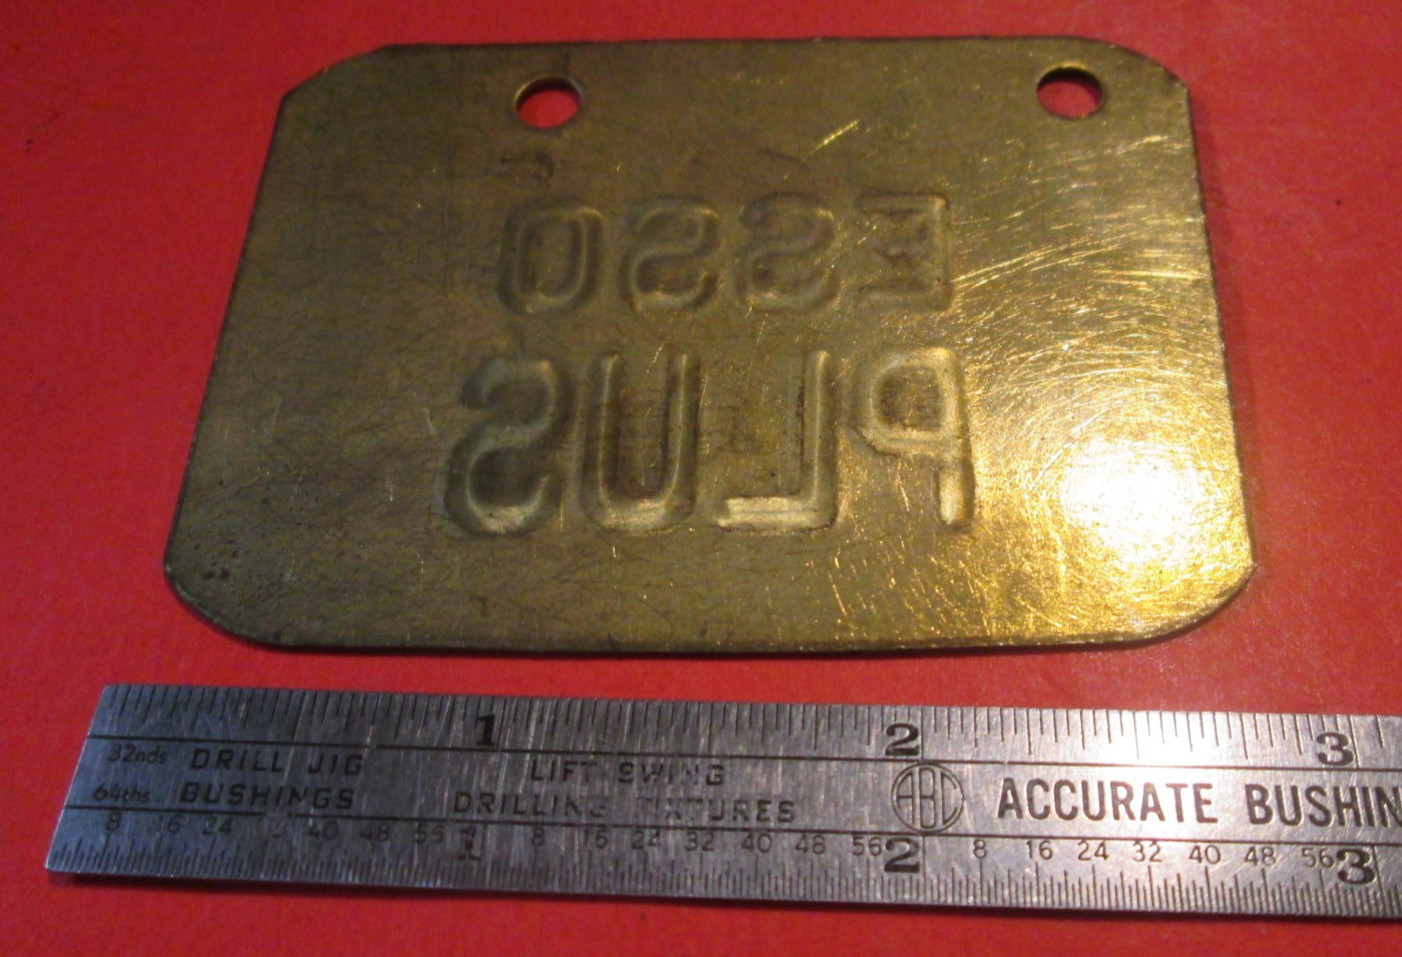 ESSO
PLUS
1 2 3
32nds DRILL JIG LIFT SWING
64ths BUSHINGS DRILLING FIXTURES ABC ACCURATE BUSHIN
8 16 24 40 48 56 1 8 16 24 32 40 48 56 2 8 16 24 32 40 48 56 3